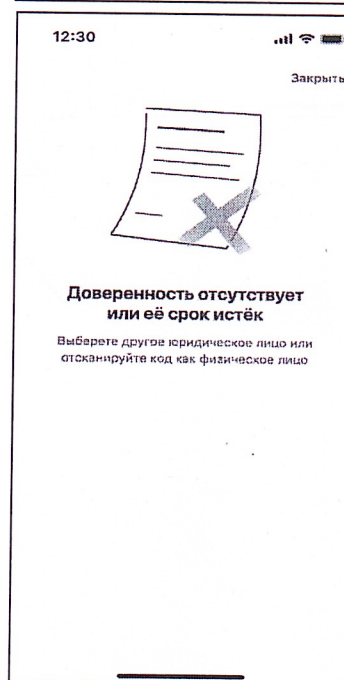 12:30
Закрыть
Доверенность отсутствует
или её срок истёк
Выберете другое юридическое лицо или
отсканируйте код как физическое лицо